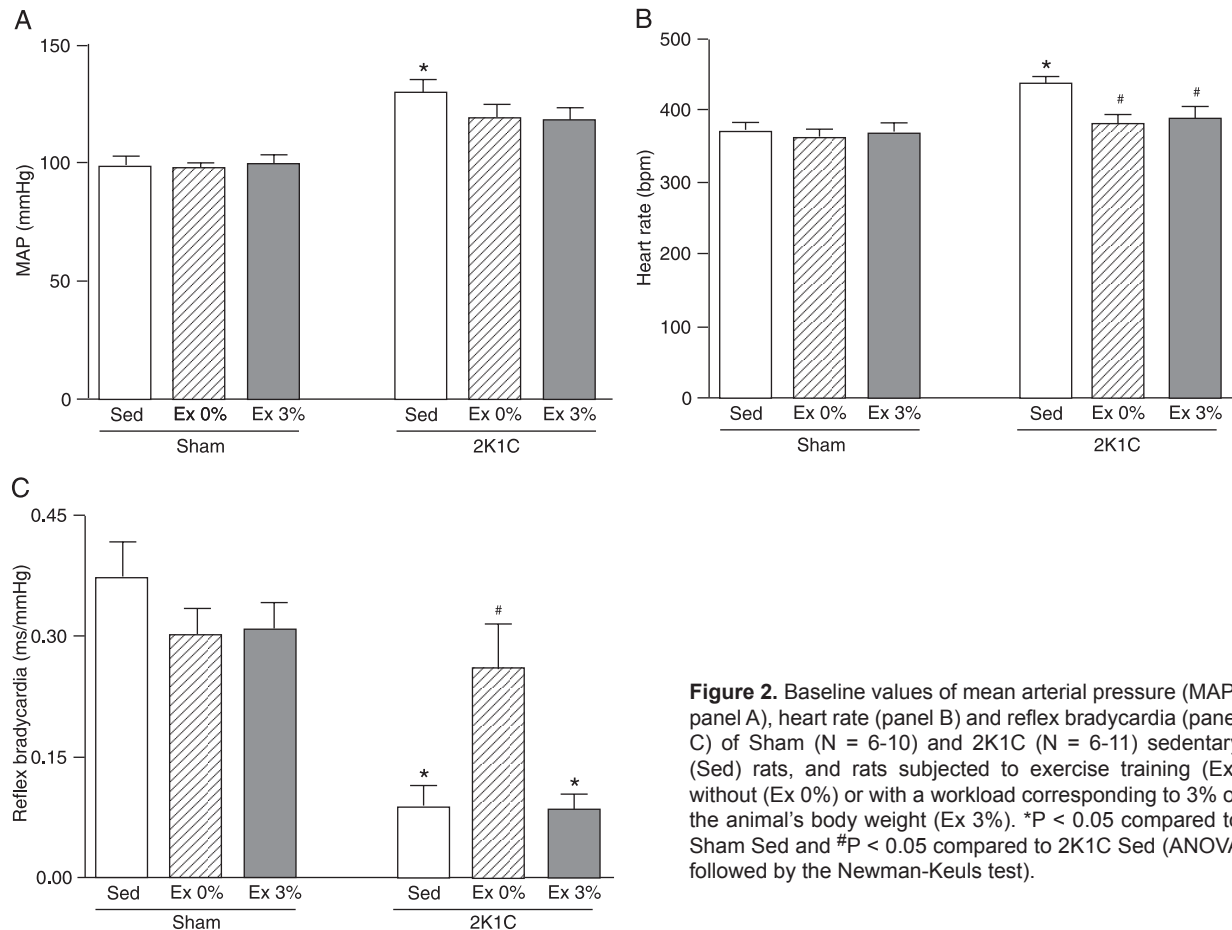 A
150
100
50
0
MAP (mmHg)
*
Sed Ex 0% Ex 3% Sed Ex 0% Ex 3%
Sham 2K1C
B
500
400
300
200
100
0
Heart rate (bpm)
*
# #
Sed Ex 0% Ex 3% Sed Ex 0% Ex 3%
Sham 2K1C
C
0.45
0.30
0.15
0.00
Reflex bradycardia (ms/mmHg)
#
* *
Sed Ex 0% Ex 3% Sed Ex 0% Ex 3%
Sham 2K1C
Figure 2. Baseline values of mean arterial pressure (MAP
panel A), heart rate (panel B) and reflex bradycardia (pane
C) of Sham (N = 6-10) and 2K1C (N = 6-11) sedentary
(Sed) rats, and rats subjected to exercise training (Ex
without (Ex 0%) or with a workload corresponding to 3% o
the animal's body weight (Ex 3%). *P < 0.05 compared to
Sham Sed and #P < 0.05 compared to 2K1C Sed (ANOVA
followed by the Newman-Keuls test).